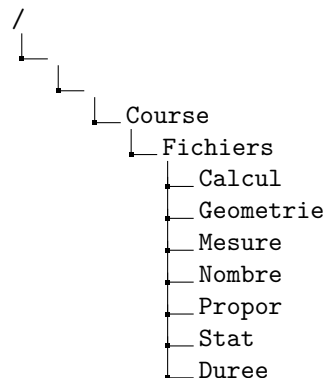 /
Course
Fichiers
Calcul
Geometrie
Mesure
Nombre
Propor
Stat
Duree